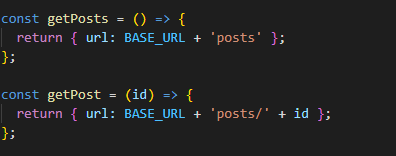 const getPosts = () => {
  return { url: BASE_URL + 'posts' };
};

const getPost = (id) => {
  return { url: BASE_URL + 'posts/' + id };
};